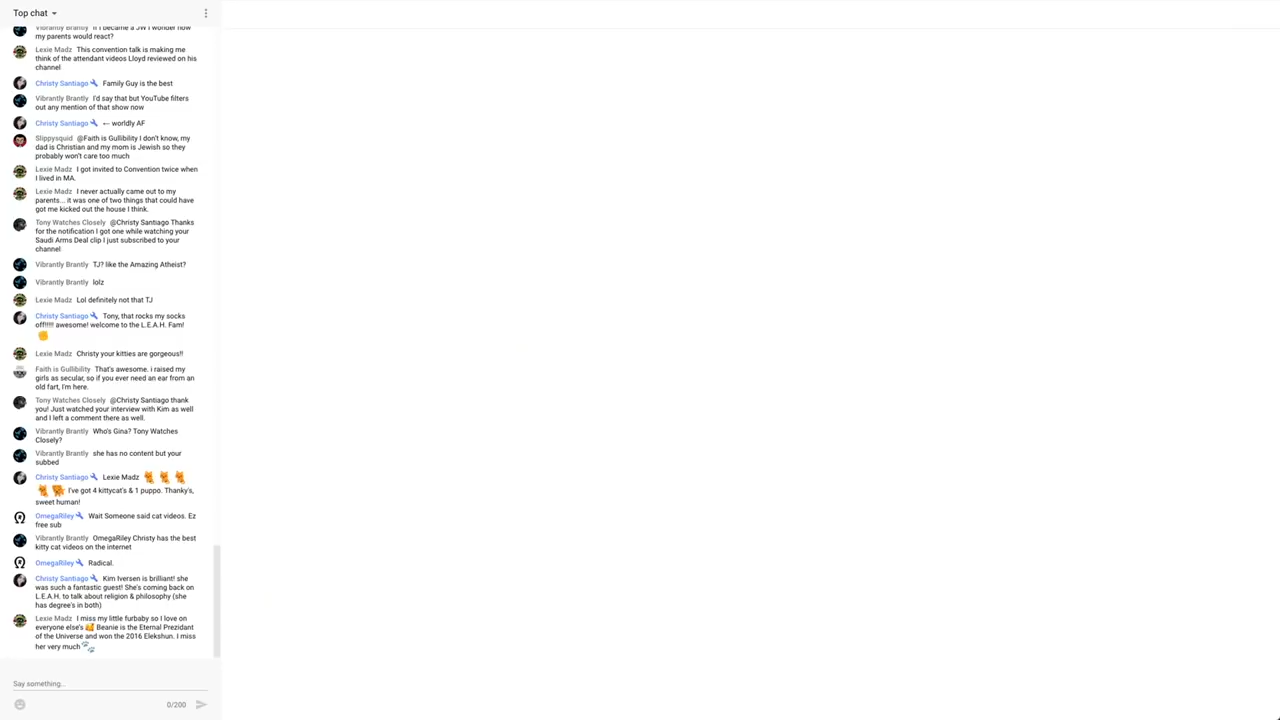 Top chat
Vibrantly Brantly If I became a JW I wonder how
my parents would react?
Lexie Madz This convention talk is making me
think of the attendant videos Lloyd reviewed on his
channel
Christy Santiago Family Guy is the best
Vibrantly Brantly I'd say that but YouTube filters
out any mention of that show now
Christy Santiago ←- worldly AF
Slippysquid @Faith is Gullibility I don't know, my
dad is Christian and my mom is Jewish so they
probably won't care too much
Lexie Madz I got invited to Convention twice when
I lived in MA.
Lexie Madz I never actually came out to my
parents... it was one of two things that could have
got me kicked out the house I think.
Tony Watches Closely @Christy Santiago Thanks
for the notification I got one while watching your
Saudi Arms Deal clip I just subscribed to your
channel
Vibrantly Brantly TJ? like the Amazing Atheist?
Vibrantly Brantly lolz
Lexie Madz Lol definitely not that TJ
Christy Santiago Tony, that rocks my socks
off!!!!! awesome! welcome to the L.E.A.H. Fam!
Lexie Madz Christy your kitties are gorgeous!!
Faith is Gullibility That's awesome. i raised my
girls as secular, so if you ever need an ear from an
old fart, I'm here.
Tony Watches Closely @Christy Santiago thank
you! Just watched your interview with Kim as well
and I left a comment there as well.
Vibrantly Brantly Who's Gina? Tony Watches
Closely?
Vibrantly Brantly she has no content but your
subbed
Christy Santiago Lexie Madz
I've got 4 kittycat's & 1 puppo. Thanky's,
sweet human!
OmegaRiley Wait Someone said cat videos. Ez
free sub
Vibrantly Brantly OmegaRiley Christy has the best
kitty cat videos on the internet
OmegaRiley Radical.
Christy Santiago Kim Iversen is brilliant! she
was such a fantastic guest! She's coming back on
L.E.A.H. to talk about religion & philosophy (she
has degree's in both)
Lexie Madz I miss my little furbaby so I love on
everyone else's 🥰 Beanie is the Eternal Prezidant
of the Universe and won the 2016 Elekshun. I miss
her very much🐾
Say something...
0/200